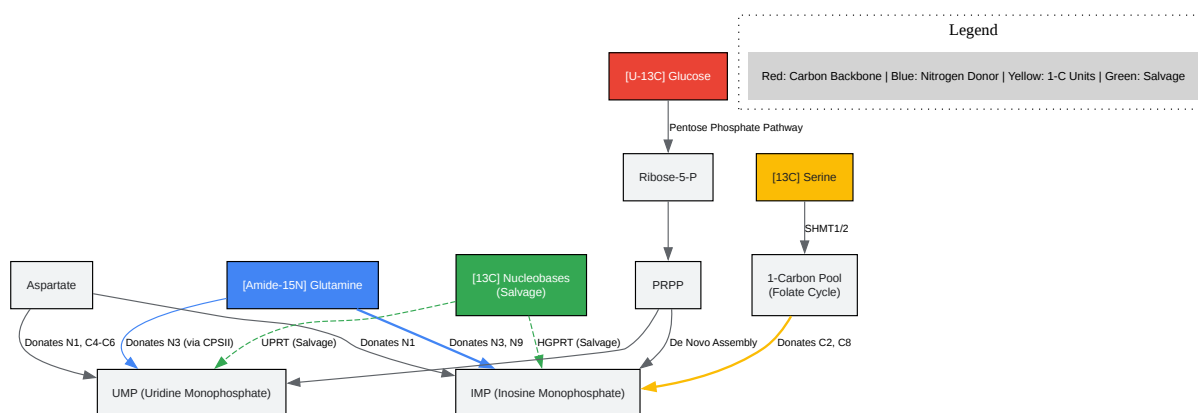 Legend
[U-13C] Glucose
Red: Carbon Backbone | Blue: Nitrogen Donor | Yellow: 1-C Units | Green: Salvage
Pentose Phosphate Pathway
Ribose-5-P
[13C] Serine
SHMT1/2
Aspartate
[Amide-15N] Glutamine
[13C] Nucleobases
(Salvage)
PRPP
1-Carbon Pool
(Folate Cycle)
Donates N1, C4-C6
Donates N3 (via CPSII)
UPRT (Salvage)
Donates N1
Donates N3, N9
HGPRT (Salvage)
De Novo Assembly
Donates C2, C8
UMP (Uridine Monophosphate)
IMP (Inosine Monophosphate)